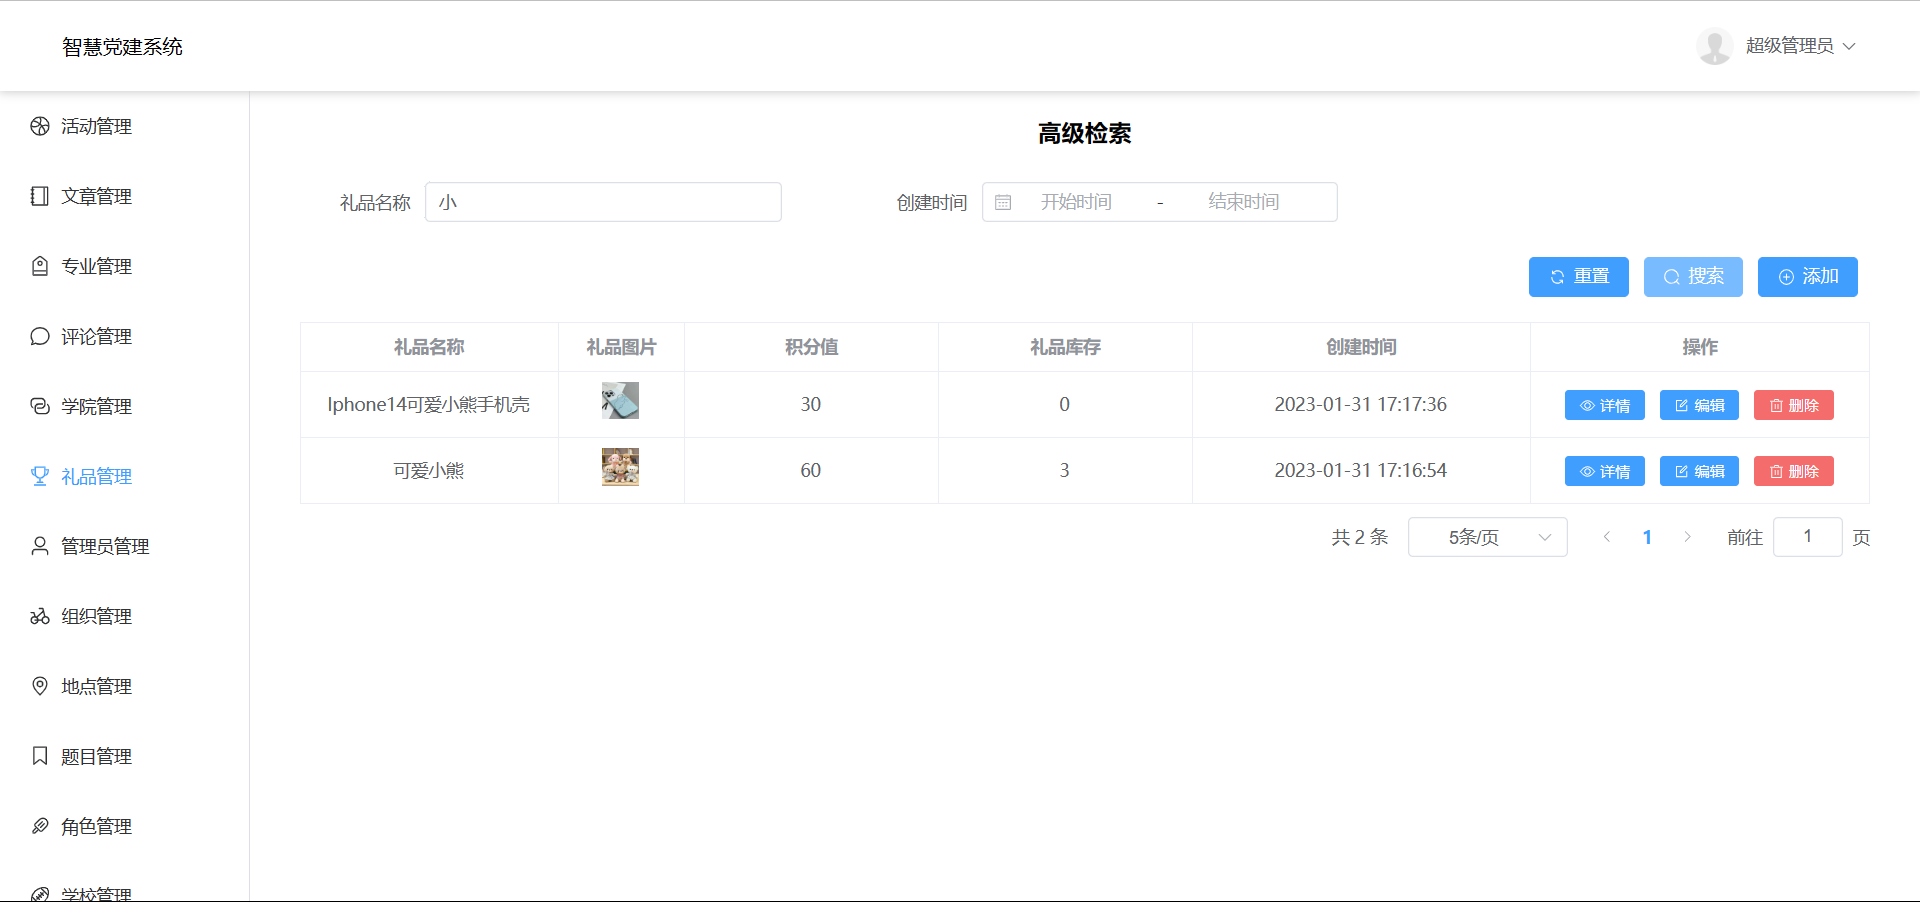 智慧党建系统
超级管理员
活动管理
文章管理
专业管理
评论管理
学院管理
礼品管理
管理员管理
组织管理
地点管理
题目管理
角色管理
学校管理
高级检索
礼品名称 小 创建时间 开始时间 - 结束时间
重置 搜索 添加
礼品名称 礼品图片 积分值 礼品库存 创建时间 操作
Iphone14可爱小熊手机壳 30 0 2023-01-31 17:17:36 详情 编辑 删除
可爱小熊 60 3 2023-01-31 17:16:54 详情 编辑 删除
共 2 条 5条/页 1 前往 1 页